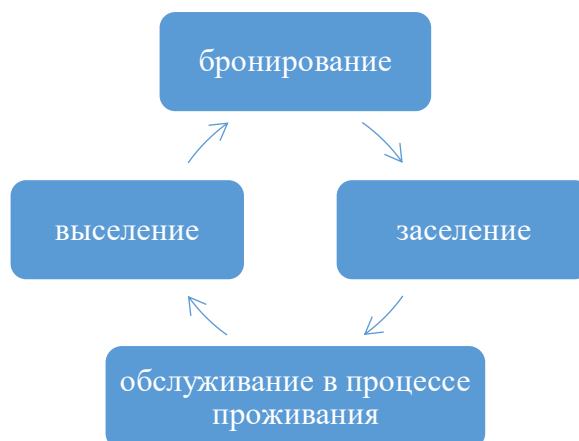 бронирование
выселение
заселение
обслуживание в процессе
проживания